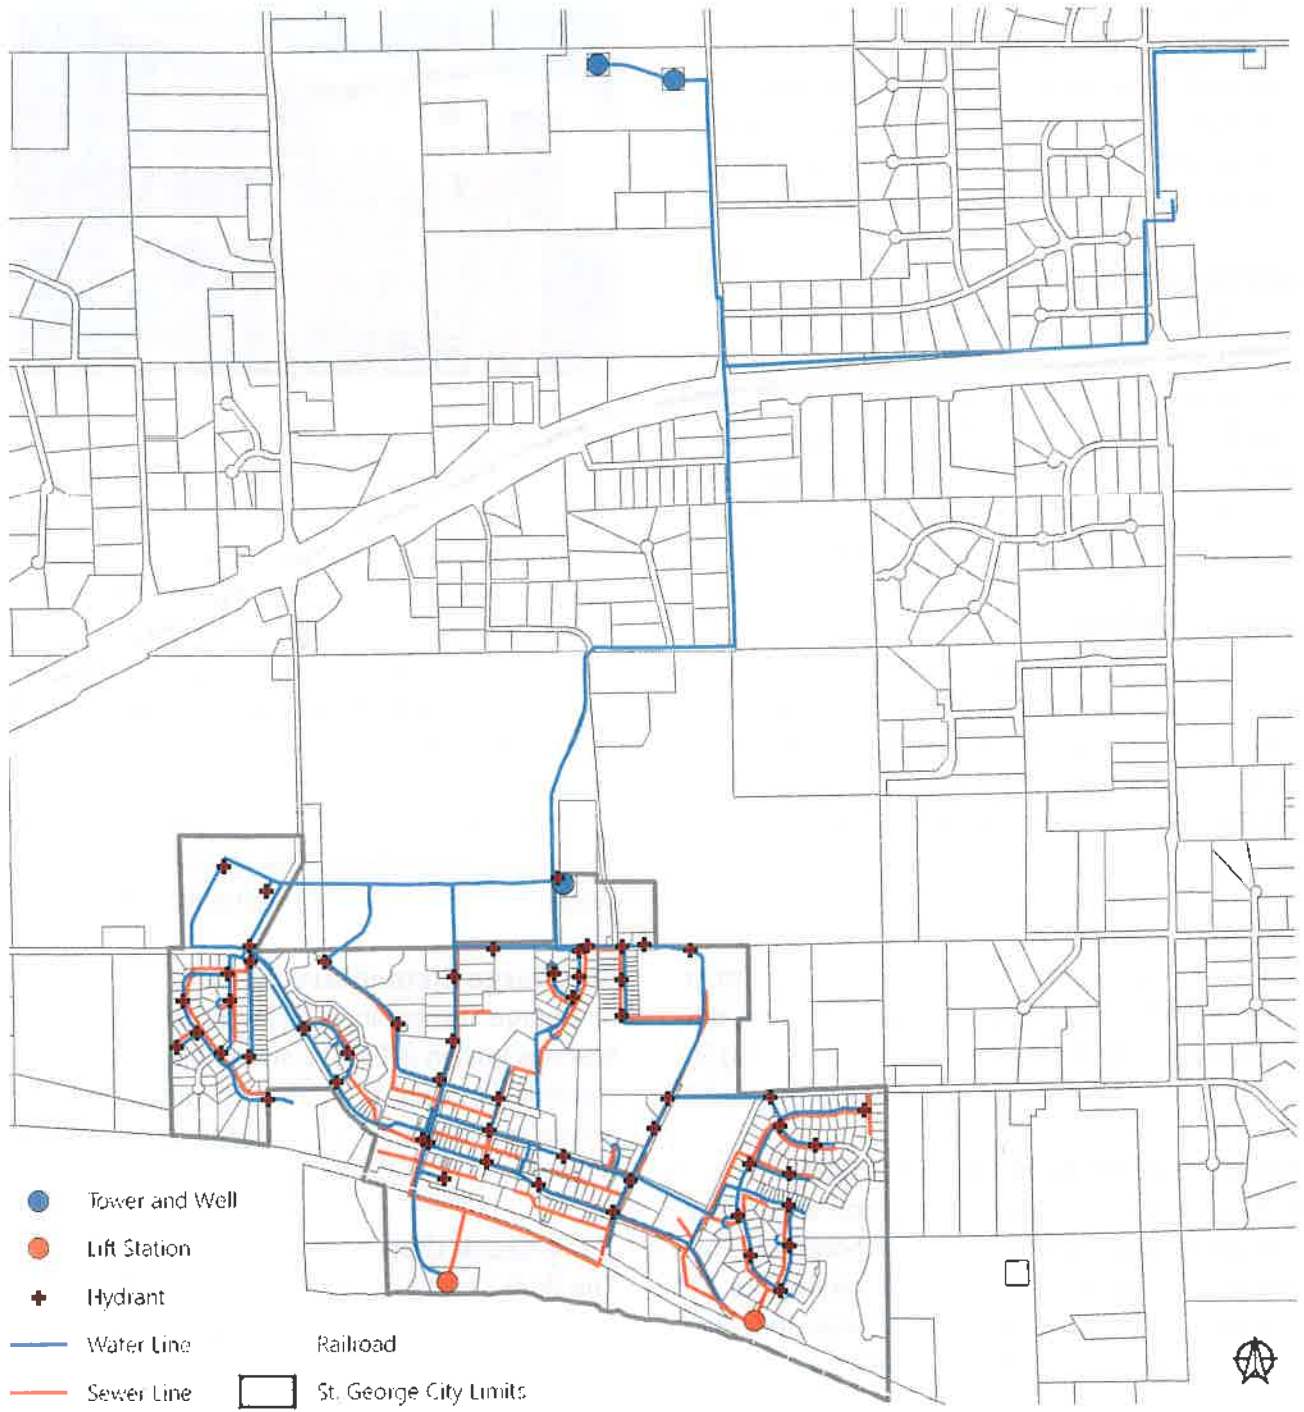 Tower and Well
Lift Station
Hydrant
Water Line
Railroad
Sewer Line
St. George City Limits